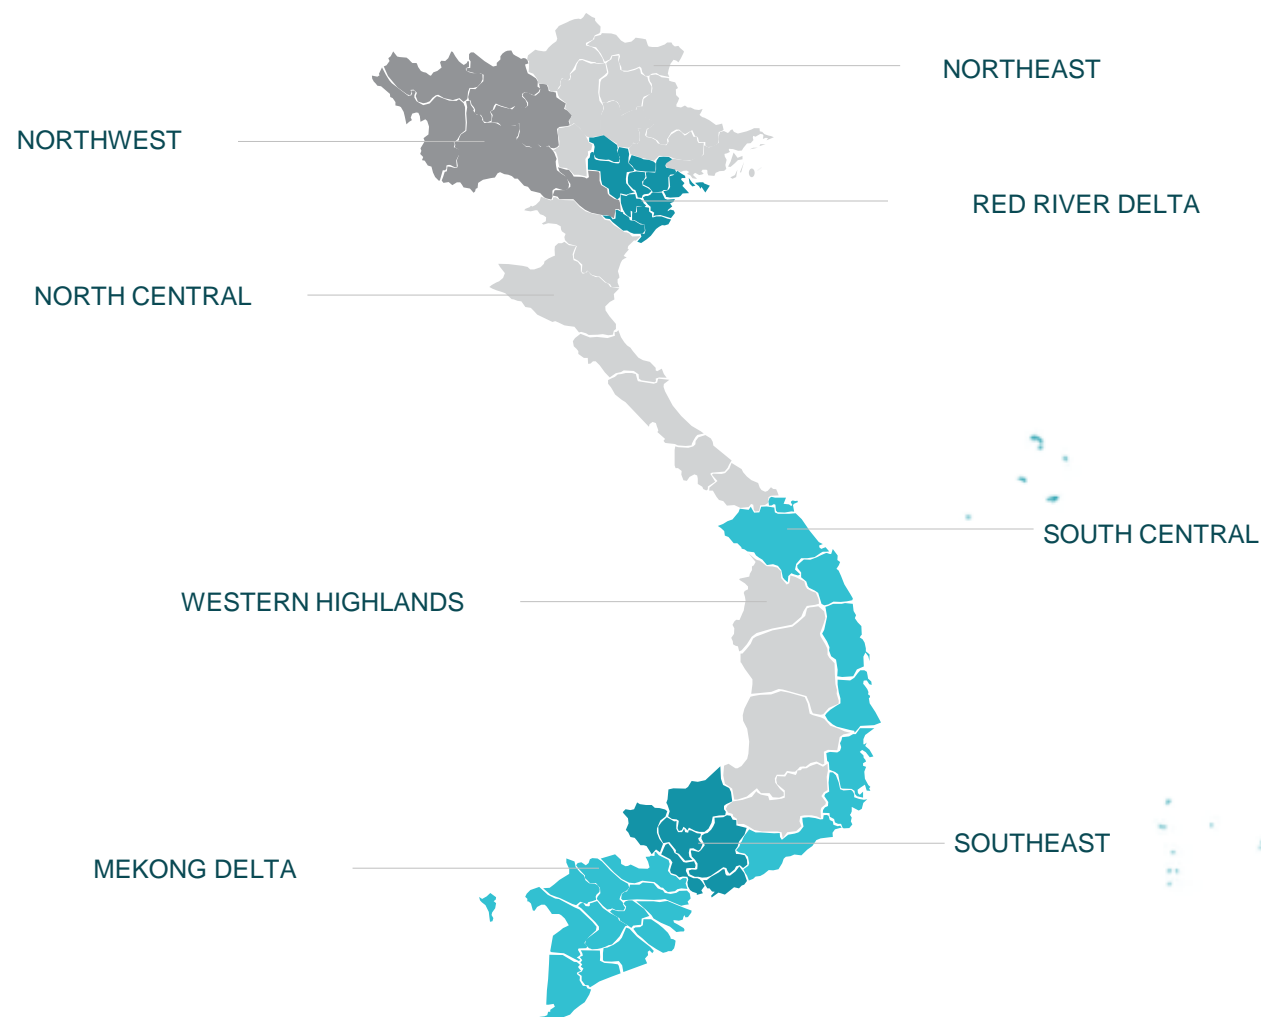 NORTHEAST
NORTHWEST
RED RIVER DELTA
NORTH CENTRAL
SOUTH CENTRAL
WESTERN HIGHLANDS
SOUTHEAST
MEKONG DELTA